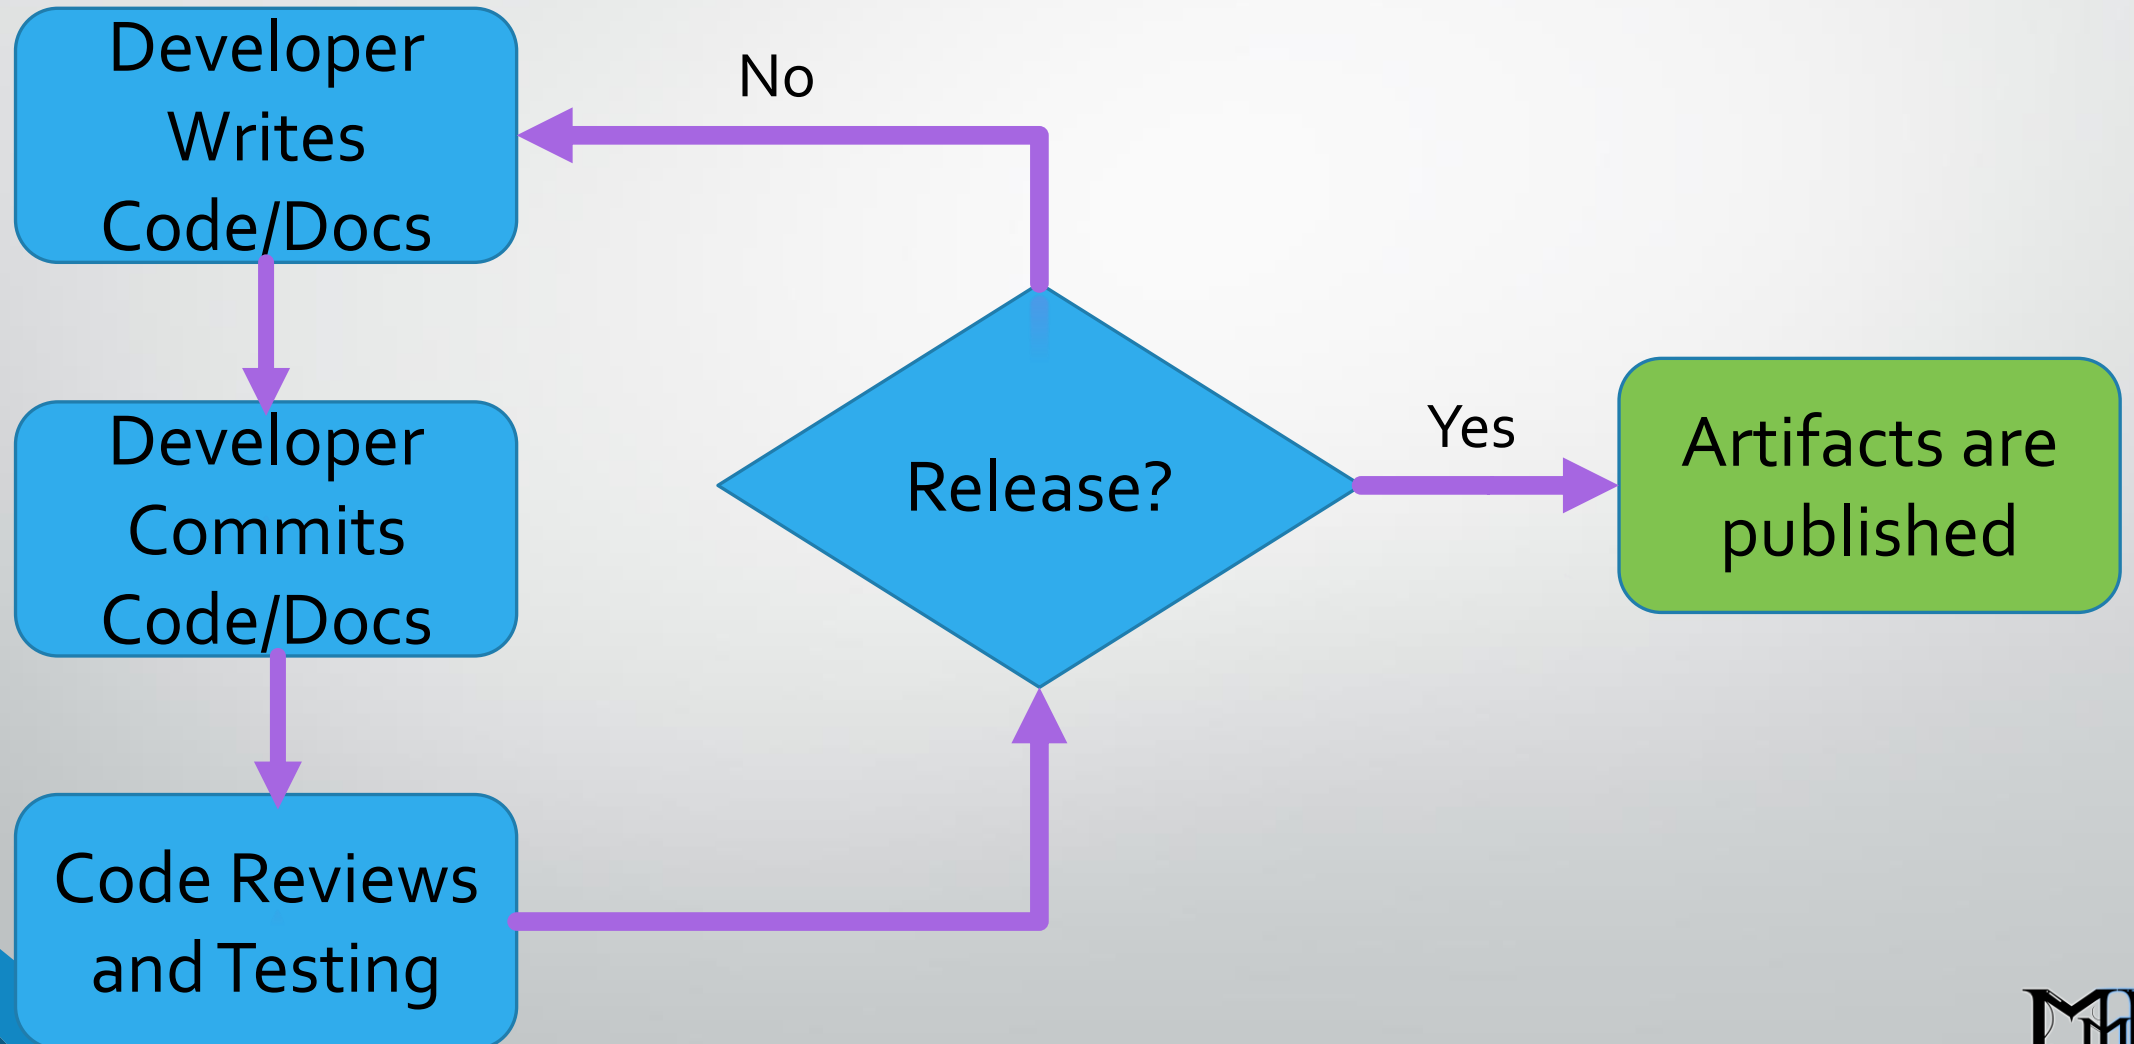 Developer
Writes
Code/Docs
No
Developer
Commits
Code/Docs
Release?
Yes
Artifacts are
published
Code Reviews
and Testing